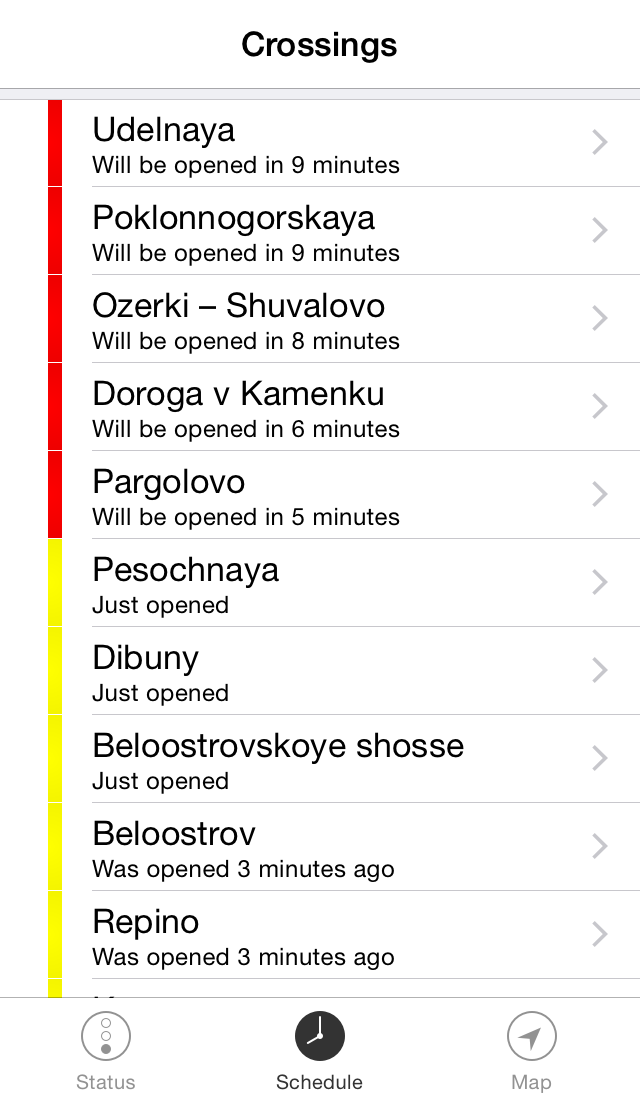 Crossings
Udelnaya
Will be opened in 9 minutes
Poklonnogorskaya
Will be opened in 9 minutes
Ozerki – Shuvalovo
Will be opened in 8 minutes
Doroga v Kamenku
Will be opened in 6 minutes
Pargolovo
Will be opened in 5 minutes
Pesochnaya
Just opened
Dibuny
Just opened
Beloostrovskoye shosse
Just opened
Beloostrov
Was opened 3 minutes ago
Repino
Was opened 3 minutes ago
Status
Schedule
Map